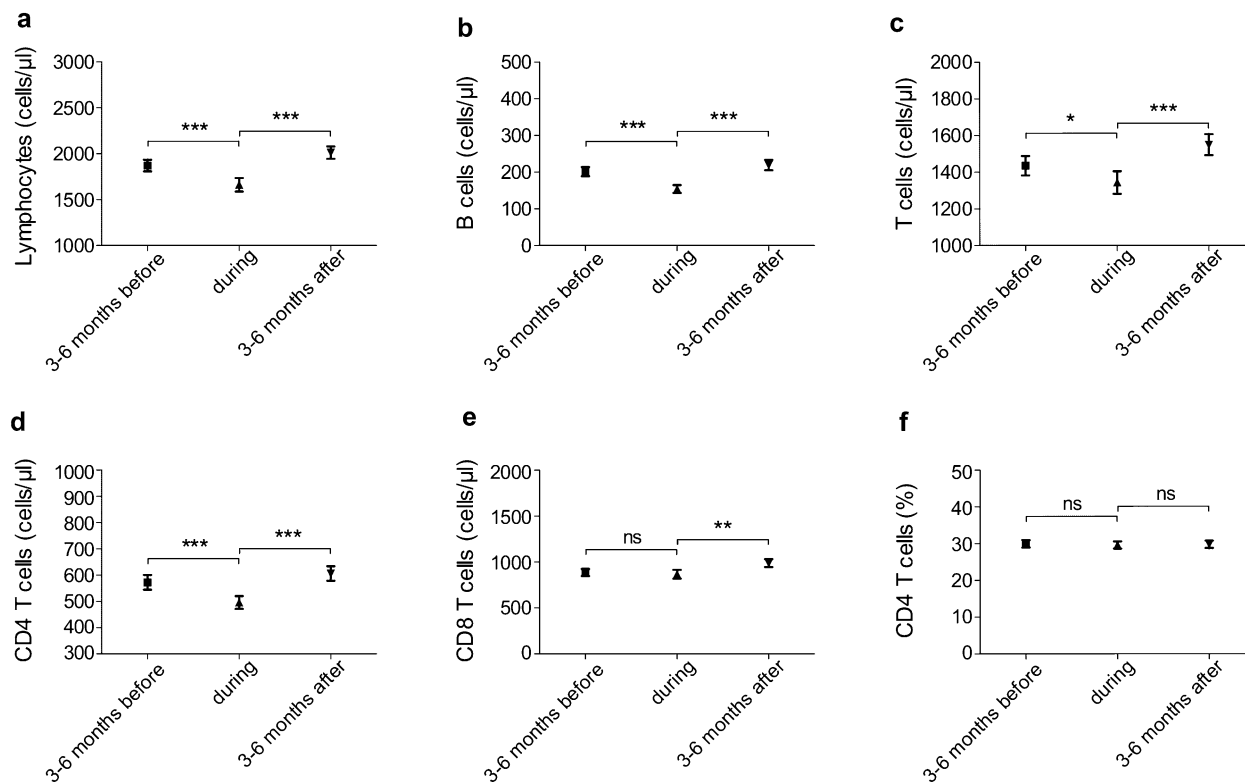 a
Lymphocytes (cells/µl)
3000
2500
2000
1500
1000
***
***
3-6 months before
during
3-6 months after
b
B cells (cells/µl)
500
400
300
200
100
0
***
***
3-6 months before
during
3-6 months after
c
T cells (cells/µl)
2000
1800
1600
1400
1200
1000
*
***
3-6 months before
during
3-6 months after
d
CD4 T cells (cells/µl)
1000
900
800
700
600
500
400
300
***
***
3-6 months before
during
3-6 months after
e
CD8 T cells (cells/µl)
2000
1500
1000
500
0
ns
**
3-6 months before
during
3-6 months after
f
CD4 T cells (%)
50
40
30
20
10
0
ns
ns
3-6 months before
during
3-6 months after